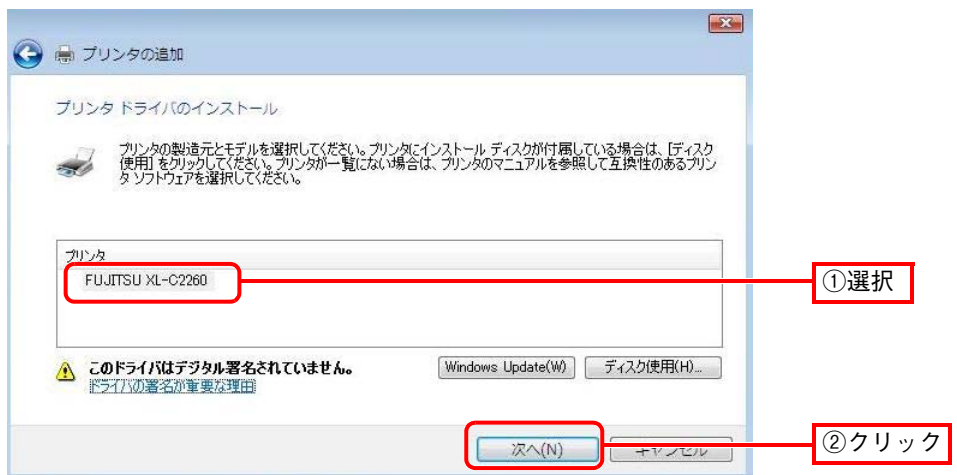 プリンタの追加
プリンタ ドライバのインストール
プリンタの製造元とモデルを選択してください。プリンタにインストール ディスクが付属している場合は、[ディスク
使用] をクリックしてください。プリンタが一覧にない場合は、プリンタのマニュアルを参照して互換性のあるプリン
タ ソフトウェアを選択してください。
プリンタ
FUJITSU XL-C2260
①選択
このドライバはデジタル署名されていません。
ドライバの署名が重要な理由
Windows Update(W)
ディスク使用(H)...
次へ(N)
キャンセル
②クリック